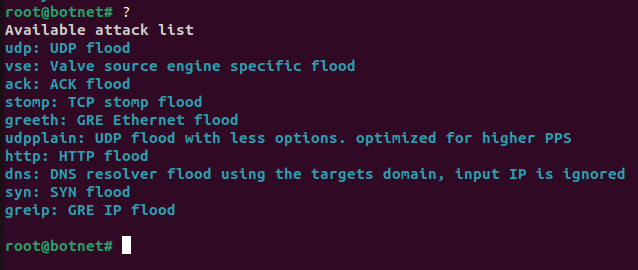 root@botnet# ?
Available attack list
udp: UDP flood
vse: Valve source engine specific flood
ack: ACK flood
stomp: TCP stomp flood
greeth: GRE Ethernet flood
udpplain: UDP flood with less options. optimized for higher PPS
http: HTTP flood
dns: DNS resolver flood using the targets domain, input IP is ignored
syn: SYN flood
greip: GRE IP flood
root@botnet#